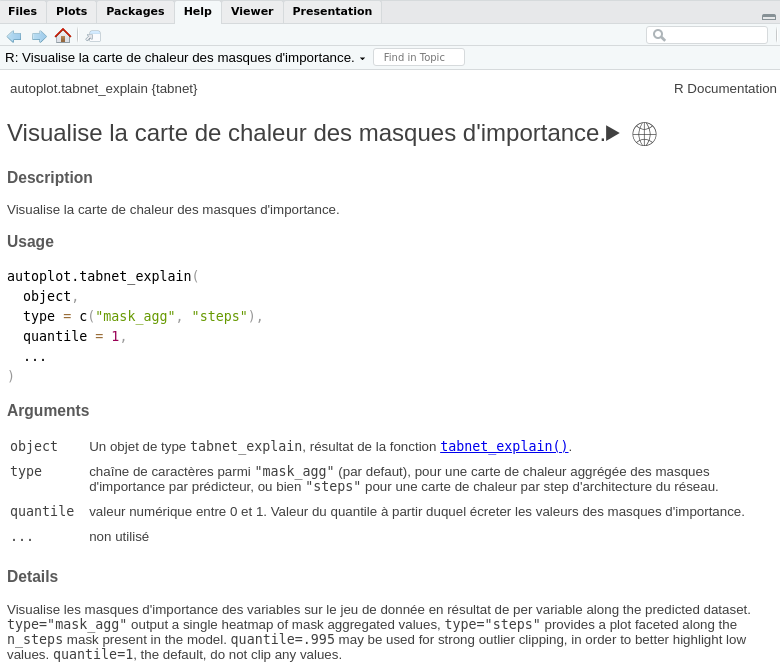 Files Plots Packages Help Viewer Presentation
R: Visualise la carte de chaleur des masques d'importance. Find in Topic
autoplot.tabnet_explain {tabnet} R Documentation
Visualise la carte de chaleur des masques d'importance.
Description
Visualise la carte de chaleur des masques d'importance.
Usage
autoplot.tabnet_explain(
  object,
  type = c("mask_agg", "steps"),
  quantile = 1,
  ...
)
Arguments
object Un objet de type tabnet_explain, résultat de la fonction tabnet_explain().
type chaîne de caractères parmi "mask_agg" (par defaut), pour une carte de chaleur aggrégée des masques
d'importance par prédicteur, ou bien "steps" pour une carte de chaleur par step d'architecture du réseau.
quantile valeur numérique entre 0 et 1. Valeur du quantile à partir duquel écreter les valeurs des masques d'importance.
... non utilisé
Details
Visualise les masques d'importance des variables sur le jeu de donnée en résultat de per variable along the predicted dataset.
type="mask_agg" output a single heatmap of mask aggregated values, type="steps" provides a plot faceted along the
n_steps mask present in the model. quantile=.995 may be used for strong outlier clipping, in order to better highlight low
values. quantile=1, the default, do not clip any values.